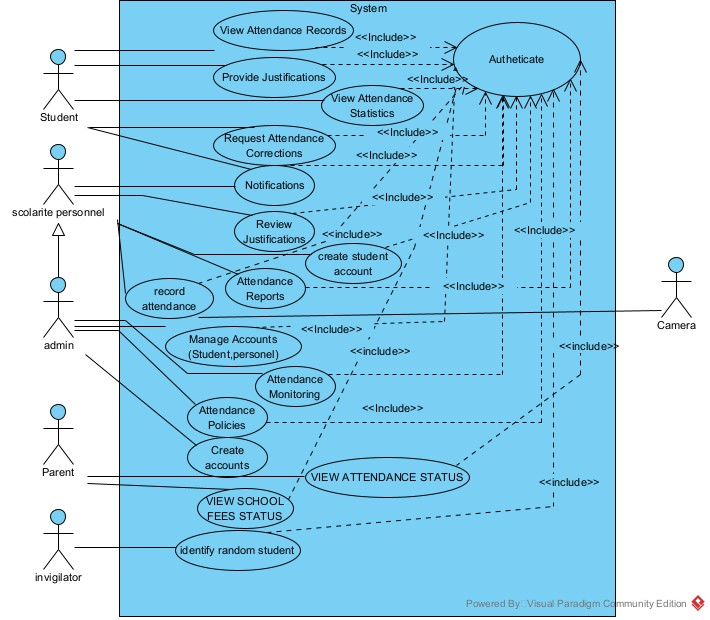 System
View Attendance Records
<<Include>>
Autheticate
<<Include>>
Provide Justifications
<<Include>>
View Attendance
Statistics
Student
<<Include>>
Request Attendance
Corrections
<<Include>>
Notifications
<<Include>>
scolarite personnel
Review
Justifications
<<include>>
<<Include>>
<<Include>>
create student
account
Attendance
Reports
<<Include>>
record
attendance
Camera
<<Include>>
admin
Manage Accounts
(Student,personel)
<<include>>
<<include>>
Attendance
Monitoring
Attendance
Policies
<<Include>>
Create
accounts
Parent
VIEW ATTENDANCE STATUS
<<include>>
VIEW SCHOOL
FEES STATUS
identify random student
invigilator
Powered By Visual Paradigm Community Edition